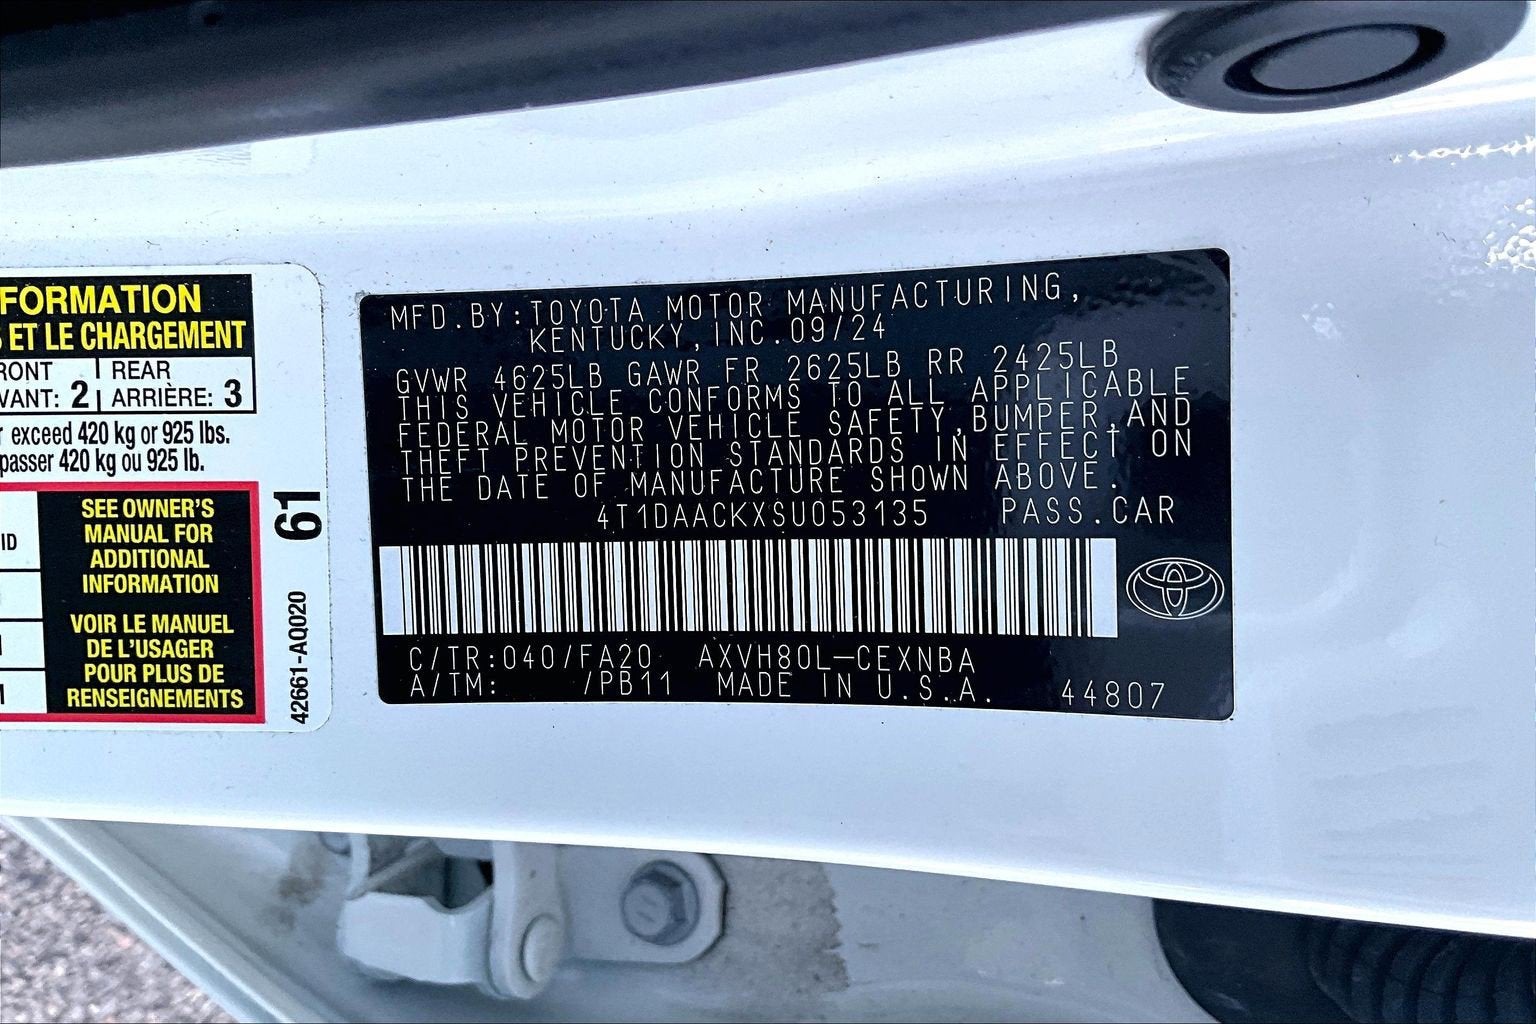 FORMATION
ET LE CHARGEMENT
RONT | REAR
VANT: 2 | ARRIÈRE: 3
r exceed 420 kg or 925 lbs.
passer 420 kg ou 925 lb.
SEE OWNER'S
MANUAL FOR
ADDITIONAL
INFORMATION
VOIR LE MANUEL
DE L'USAGER
POUR PLUS DE
RENSEIGNEMENTS
ID
61
42661-AQ020
MFD.BY:TOYOTA MOTOR MANUFACTURING,
KENTUCKY,INC.09/24
GVWR 4625LB GAWR FR 2625LB RR 2425LB
THIS VEHICLE CONFORMS TO ALL APPLICABLE
FEDERAL MOTOR VEHICLE SAFETY,BUMPER,AND
THEFT PREVENTION STANDARDS IN EFFECT ON
THE DATE OF MANUFACTURE SHOWN ABOVE.
4T1DAACKXSU053135 PASS.CAR
C/TR:040/FA20 AXVH80L-CEXNBA
A/TM: /PB11 MADE IN U.S.A. 44807